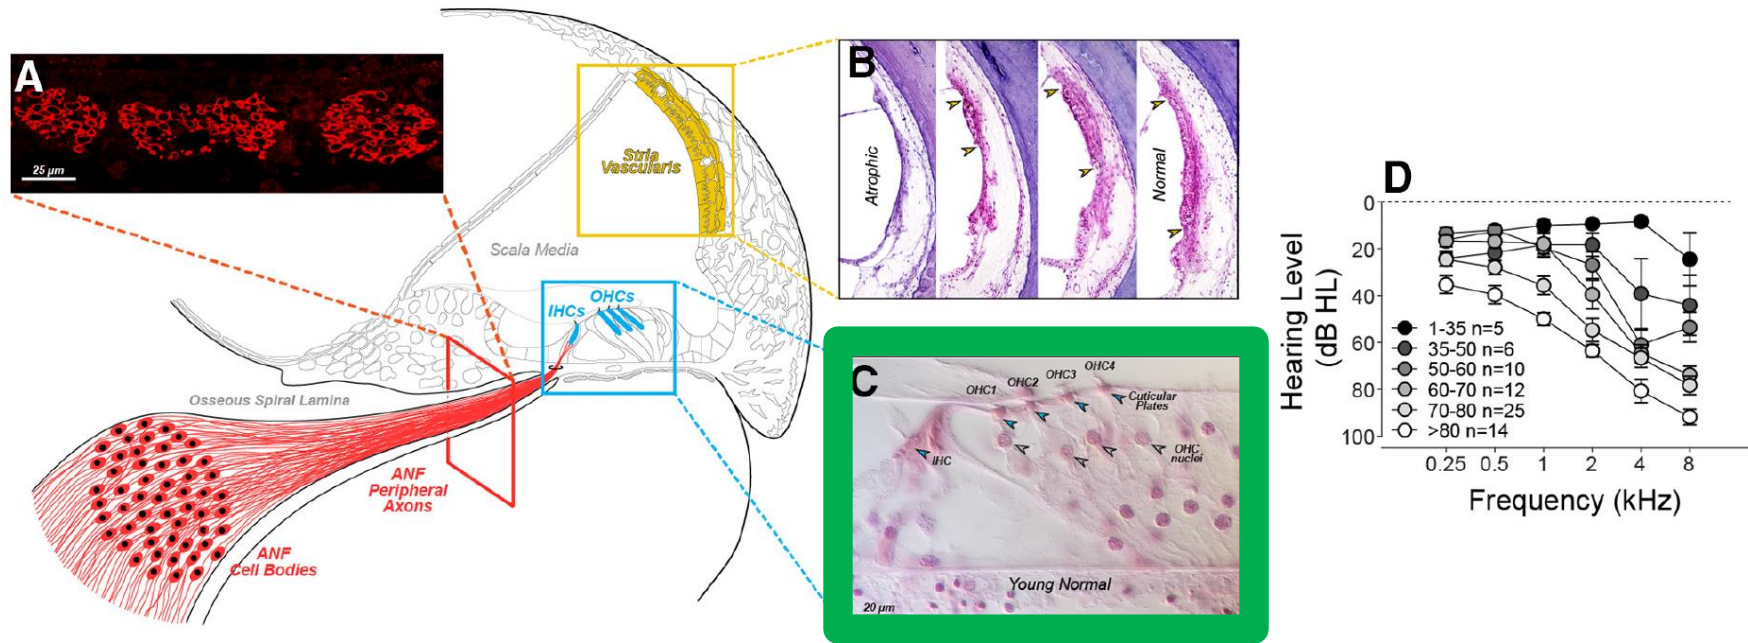 A
25 µm
Stria
Vascularis
Scala Media
IHCs
OHCs
Osseous Spiral Lamina
ANF
Peripheral
Axons
ANF
Cell Bodies
B
Atrophic
Normal
C
OHC1
OHC2
OHC3
OHC4
Cuticular
Plates
IHC
OHC
nuclei
Young Normal
20 µm
D
Hearing Level
(dB HL)
0
20
40
60
80
100
1-35 n=5
35-50 n=6
50-60 n=10
60-70 n=12
70-80 n=25
>80 n=14
0.25 0.5 1 2 4 8
Frequency (kHz)